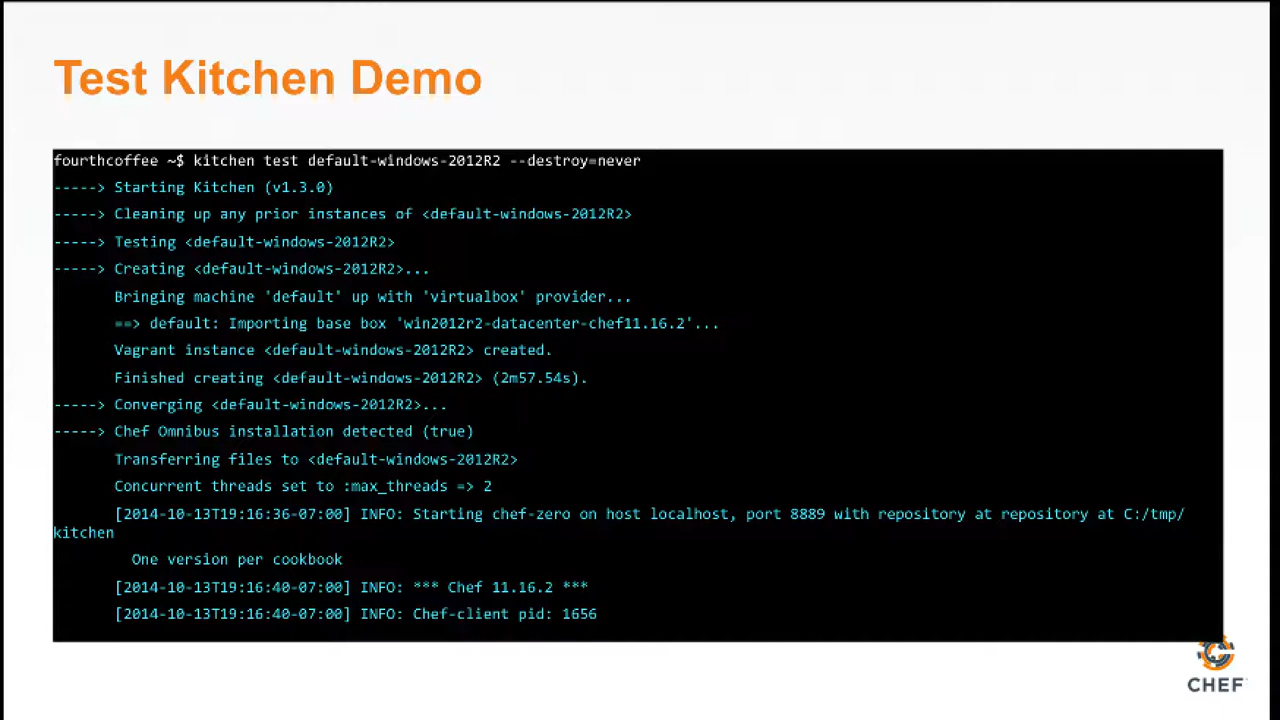 Test Kitchen Demo
fourthcoffee ~$ kitchen test default-windows-2012R2 --destroy=never
-----> Starting Kitchen (v1.3.0)
-----> Cleaning up any prior instances of <default-windows-2012R2>
-----> Testing <default-windows-2012R2>
-----> Creating <default-windows-2012R2>...
Bringing machine 'default' up with 'virtualbox' provider...
==> default: Importing base box 'win2012r2-datacenter-chef11.16.2'...
Vagrant instance <default-windows-2012R2> created.
Finished creating <default-windows-2012R2> (2m57.54s).
-----> Converging <default-windows-2012R2>...
-----> Chef Omnibus installation detected (true)
Transferring files to <default-windows-2012R2>
Concurrent threads set to :max_threads => 2
[2014-10-13T19:16:36-07:00] INFO: Starting chef-zero on host localhost, port 8889 with repository at repository at C:/tmp/
kitchen
One version per cookbook
[2014-10-13T19:16:40-07:00] INFO: *** Chef 11.16.2 ***
[2014-10-13T19:16:40-07:00] INFO: Chef-client pid: 1656
CHEF